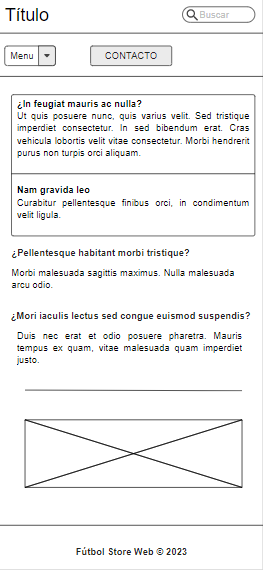 Título
Buscar
Menu
CONTACTO
¿In feugiat mauris ac nulla?
Ut quis posuere nunc, quis varius velit. Sed tristique
imperdiet consectetur. In sed bibendum erat. Cras
vehicula lobortis velit vitae consectetur. Morbi hendrerit
purus non turpis orci aliquam.
Nam gravida leo
Curabitur pellentesque finibus orci, in condimentum
velit ligula.
¿Pellentesque habitant morbi tristique?
Morbi malesuada sagittis maximus. Nulla malesuada
arcu odio.
¿Mori iaculis lectus sed congue euismod suspendis?
Duis nec erat et odio posuere pharetra. Mauris
tempus ex quam, vitae malesuada quam imperdiet
justo.
Fútbol Store Web © 2023